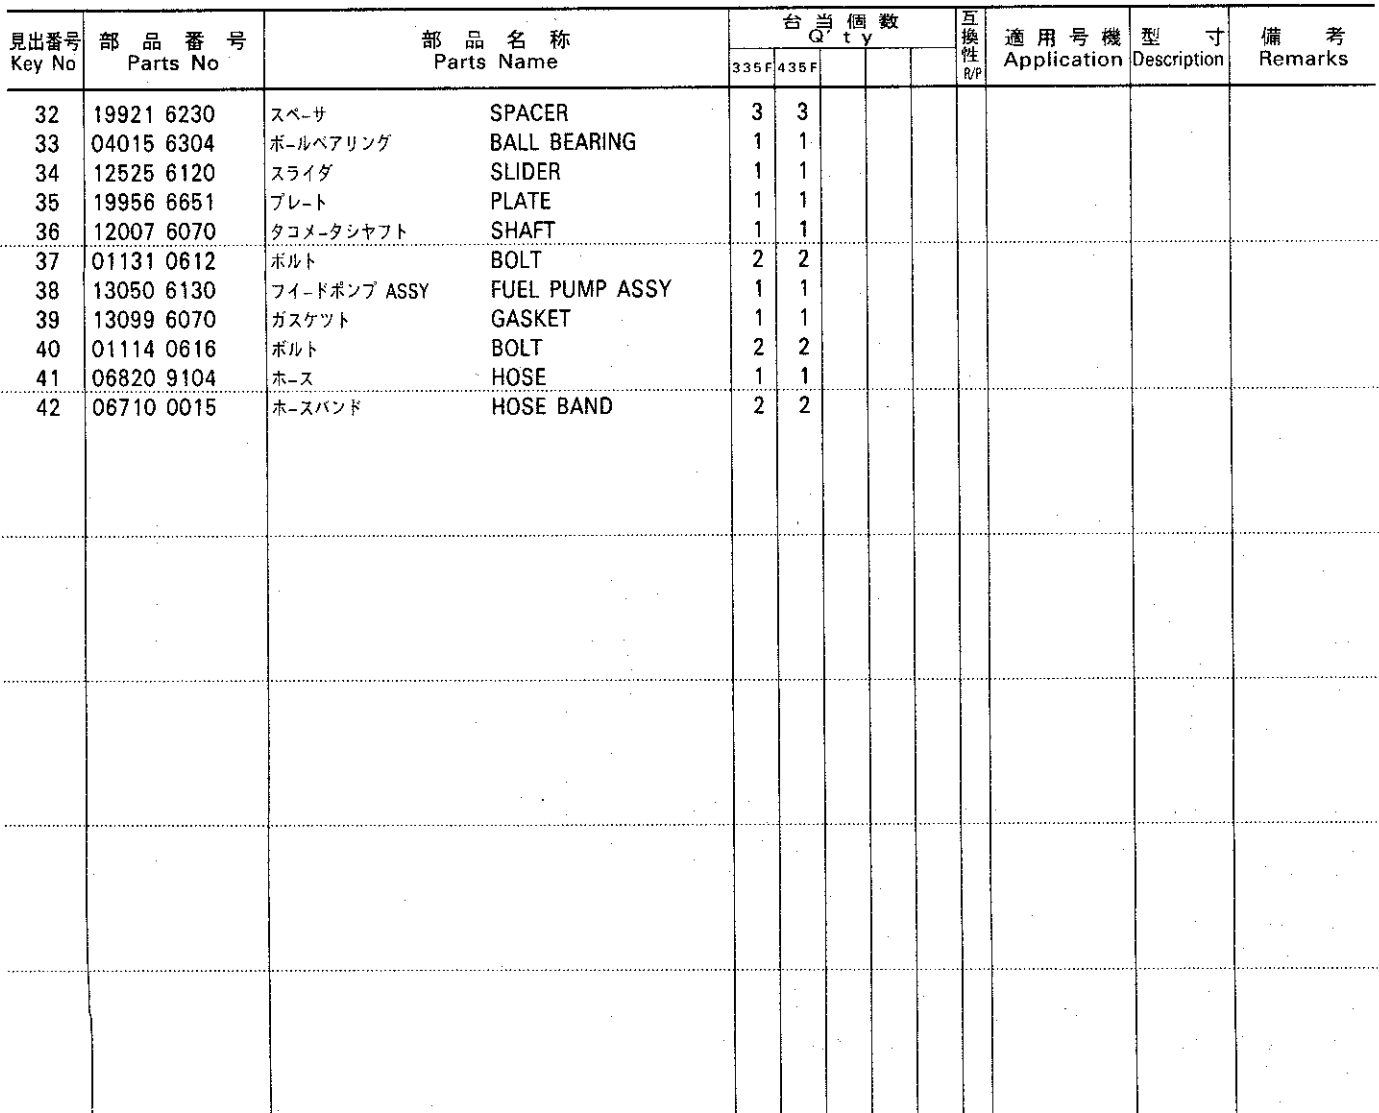 見出番号 部品番号 部品名称 台当個数 互換性 適用号機 型寸 備考
Key No Parts No Parts Name Q'ty R/P Application Description Remarks
335F 435F
32 19921 6230 スペーサ SPACER 3 3
33 04015 6304 ボールベアリング BALL BEARING 1 1
34 12525 6120 スライダ SLIDER 1 1
35 19956 6651 プレート PLATE 1 1
36 12007 6070 タコメータシヤフト SHAFT 1 1
37 01131 0612 ボルト BOLT 2 2
38 13050 6130 フイードポンプ ASSY FUEL PUMP ASSY 1 1
39 13099 6070 ガスケツト GASKET 1 1
40 01114 0616 ボルト BOLT 2 2
41 06820 9104 ホース HOSE 1 1
42 06710 0015 ホースバンド HOSE BAND 2 2